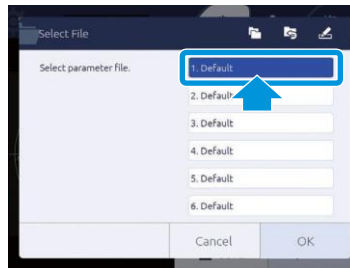 Select File
Select parameter file.
1. Default
2. Default
3. Default
4. Default
5. Default
6. Default
Cancel
OK